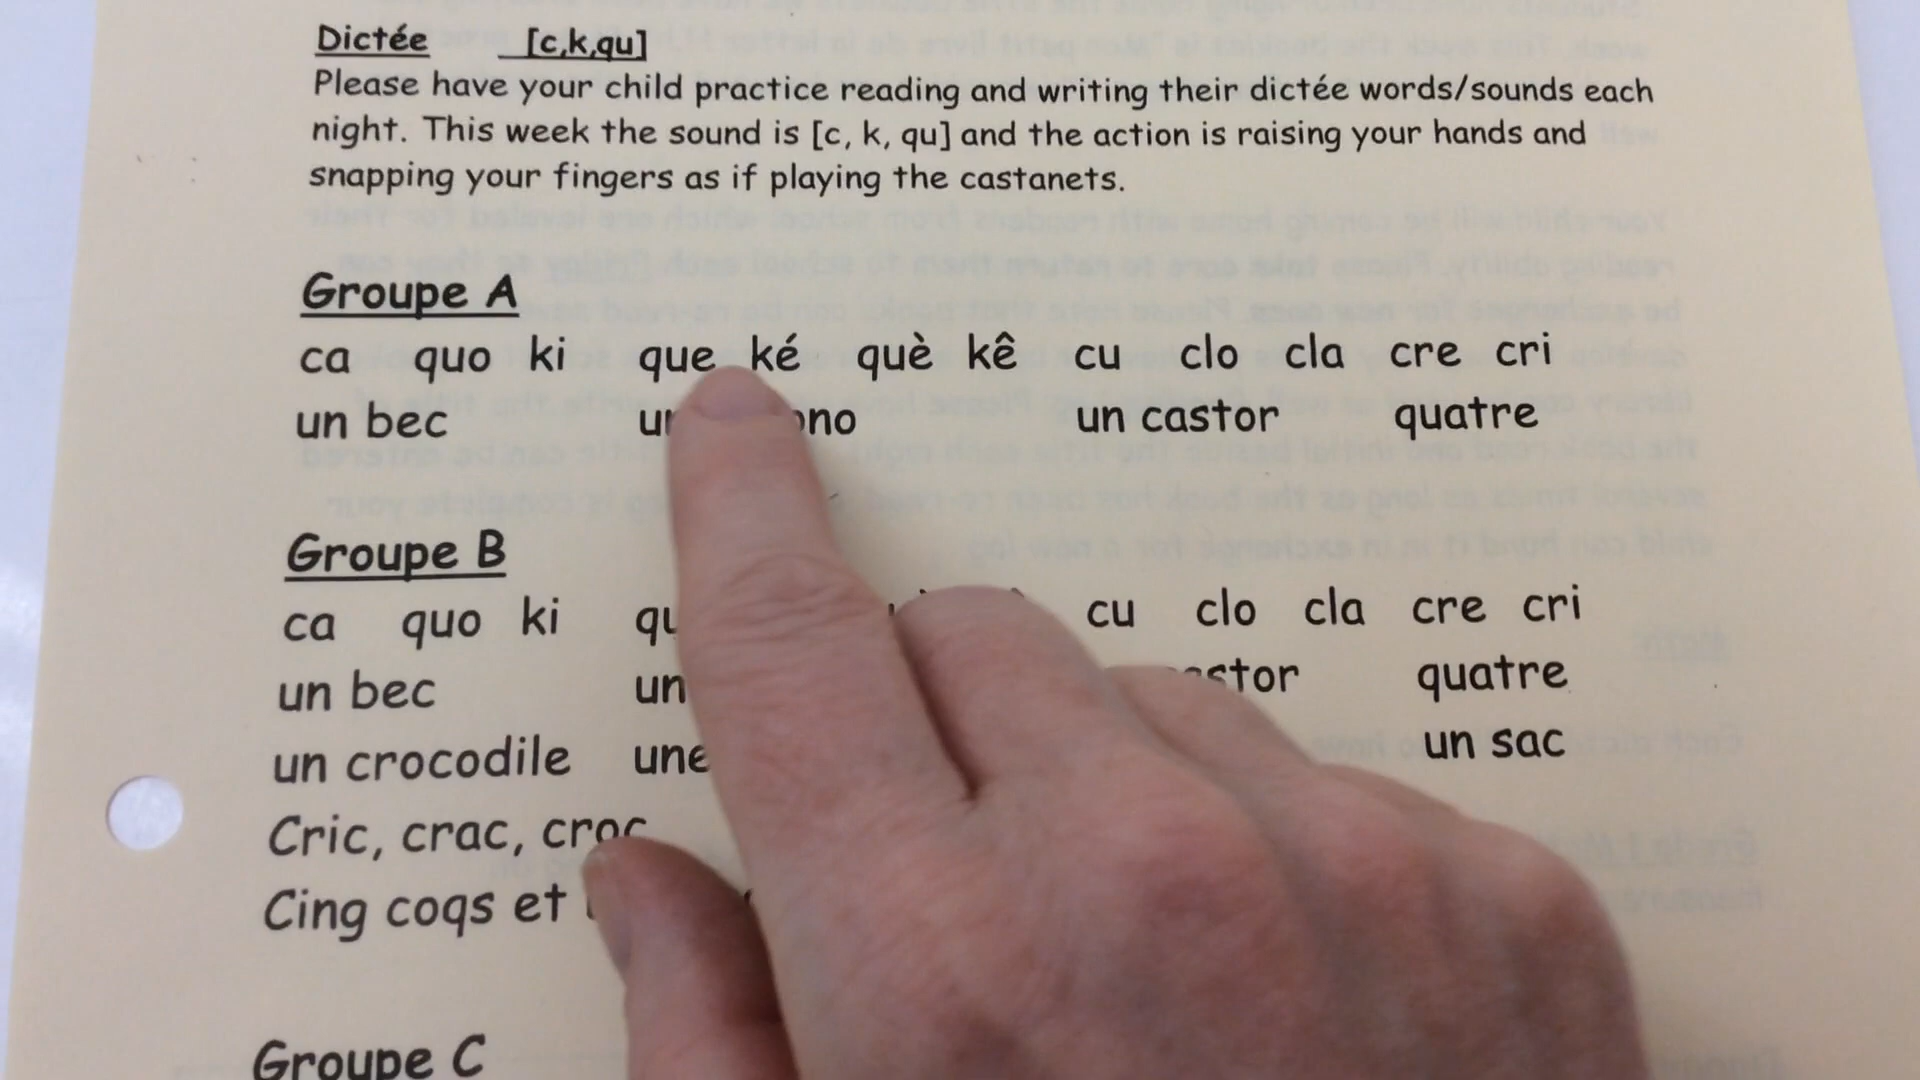 Dictée [c,k,qu]
Please have your child practice reading and writing their dictée words/sounds each
night. This week the sound is [c, k, qu] and the action is raising your hands and
snapping your fingers as if playing the castanets.
Groupe A
ca quo ki que ké què kê cu clo cla cre cri
un bec un castor quatre
Groupe B
ca quo ki cu clo cla cre cri
un bec un quatre
un crocodile une un sac
Cric, crac, croc
Cinq coqs et
Groupe C